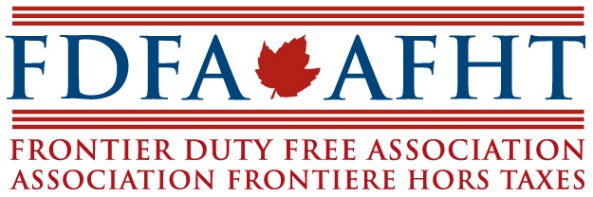 FDFA AFHT
FRONTIER DUTY FREE ASSOCIATION
ASSOCIATION FRONTIERE HORS TAXES